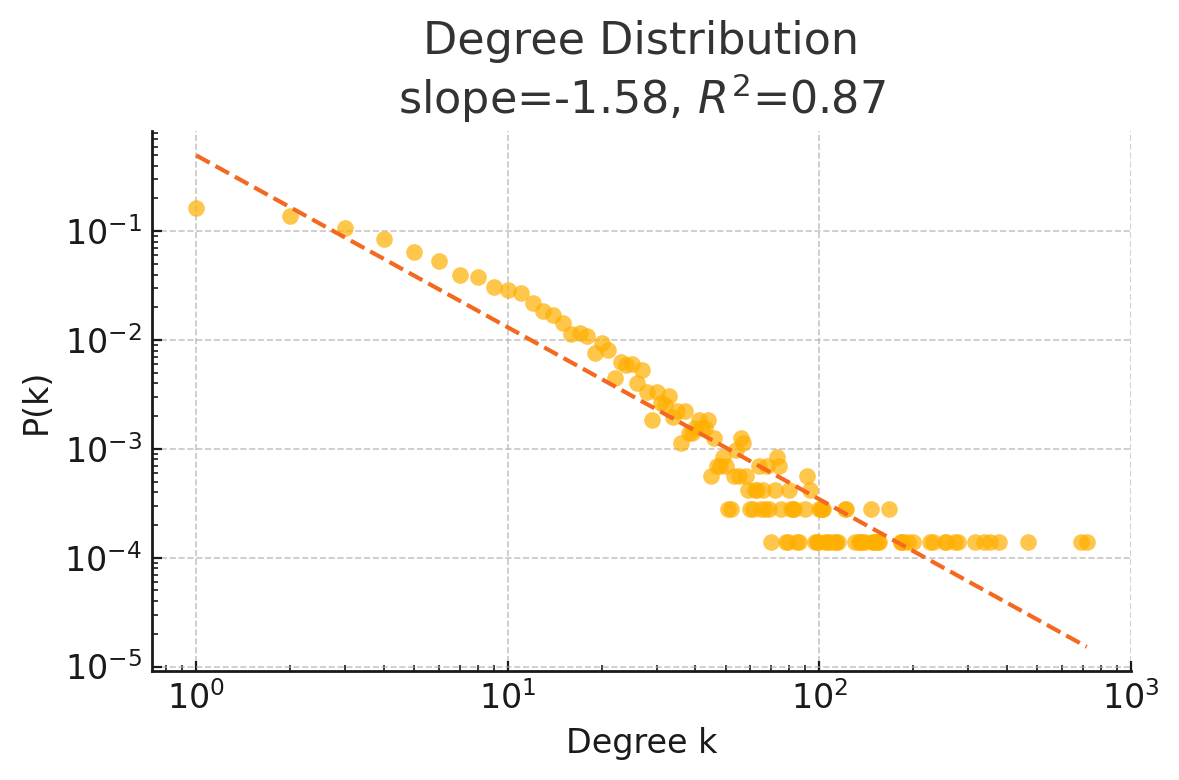 Degree Distribution
slope=-1.58, R²=0.87
P(k)
10⁻¹
10⁻²
10⁻³
10⁻⁴
10⁻⁵
10⁰ 10¹ 10² 10³
Degree k